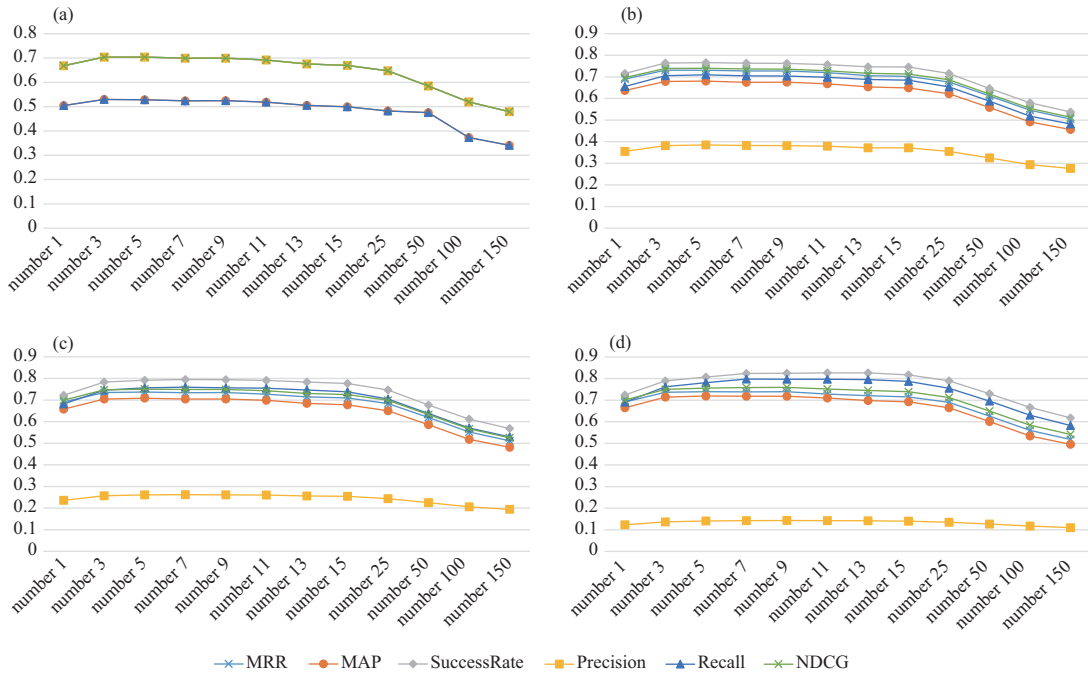 (a)
0.8
0.7
0.6
0.5
0.4
0.3
0.2
0.1
0
number 1
number 3
number 5
number 7
number 9
number 11
number 13
number 15
number 25
number 50
number 100
number 150
(b)
0.9
0.8
0.7
0.6
0.5
0.4
0.3
0.2
0.1
0
number 1
number 3
number 5
number 7
number 9
number 11
number 13
number 15
number 25
number 50
number 100
number 150
(c)
0.9
0.8
0.7
0.6
0.5
0.4
0.3
0.2
0.1
0
number 1
number 3
number 5
number 7
number 9
number 11
number 13
number 15
number 25
number 50
number 100
number 150
(d)
0.9
0.8
0.7
0.6
0.5
0.4
0.3
0.2
0.1
0
number 1
number 3
number 5
number 7
number 9
number 11
number 13
number 15
number 25
number 50
number 100
number 150
MRR MAP SuccessRate Precision Recall NDCG